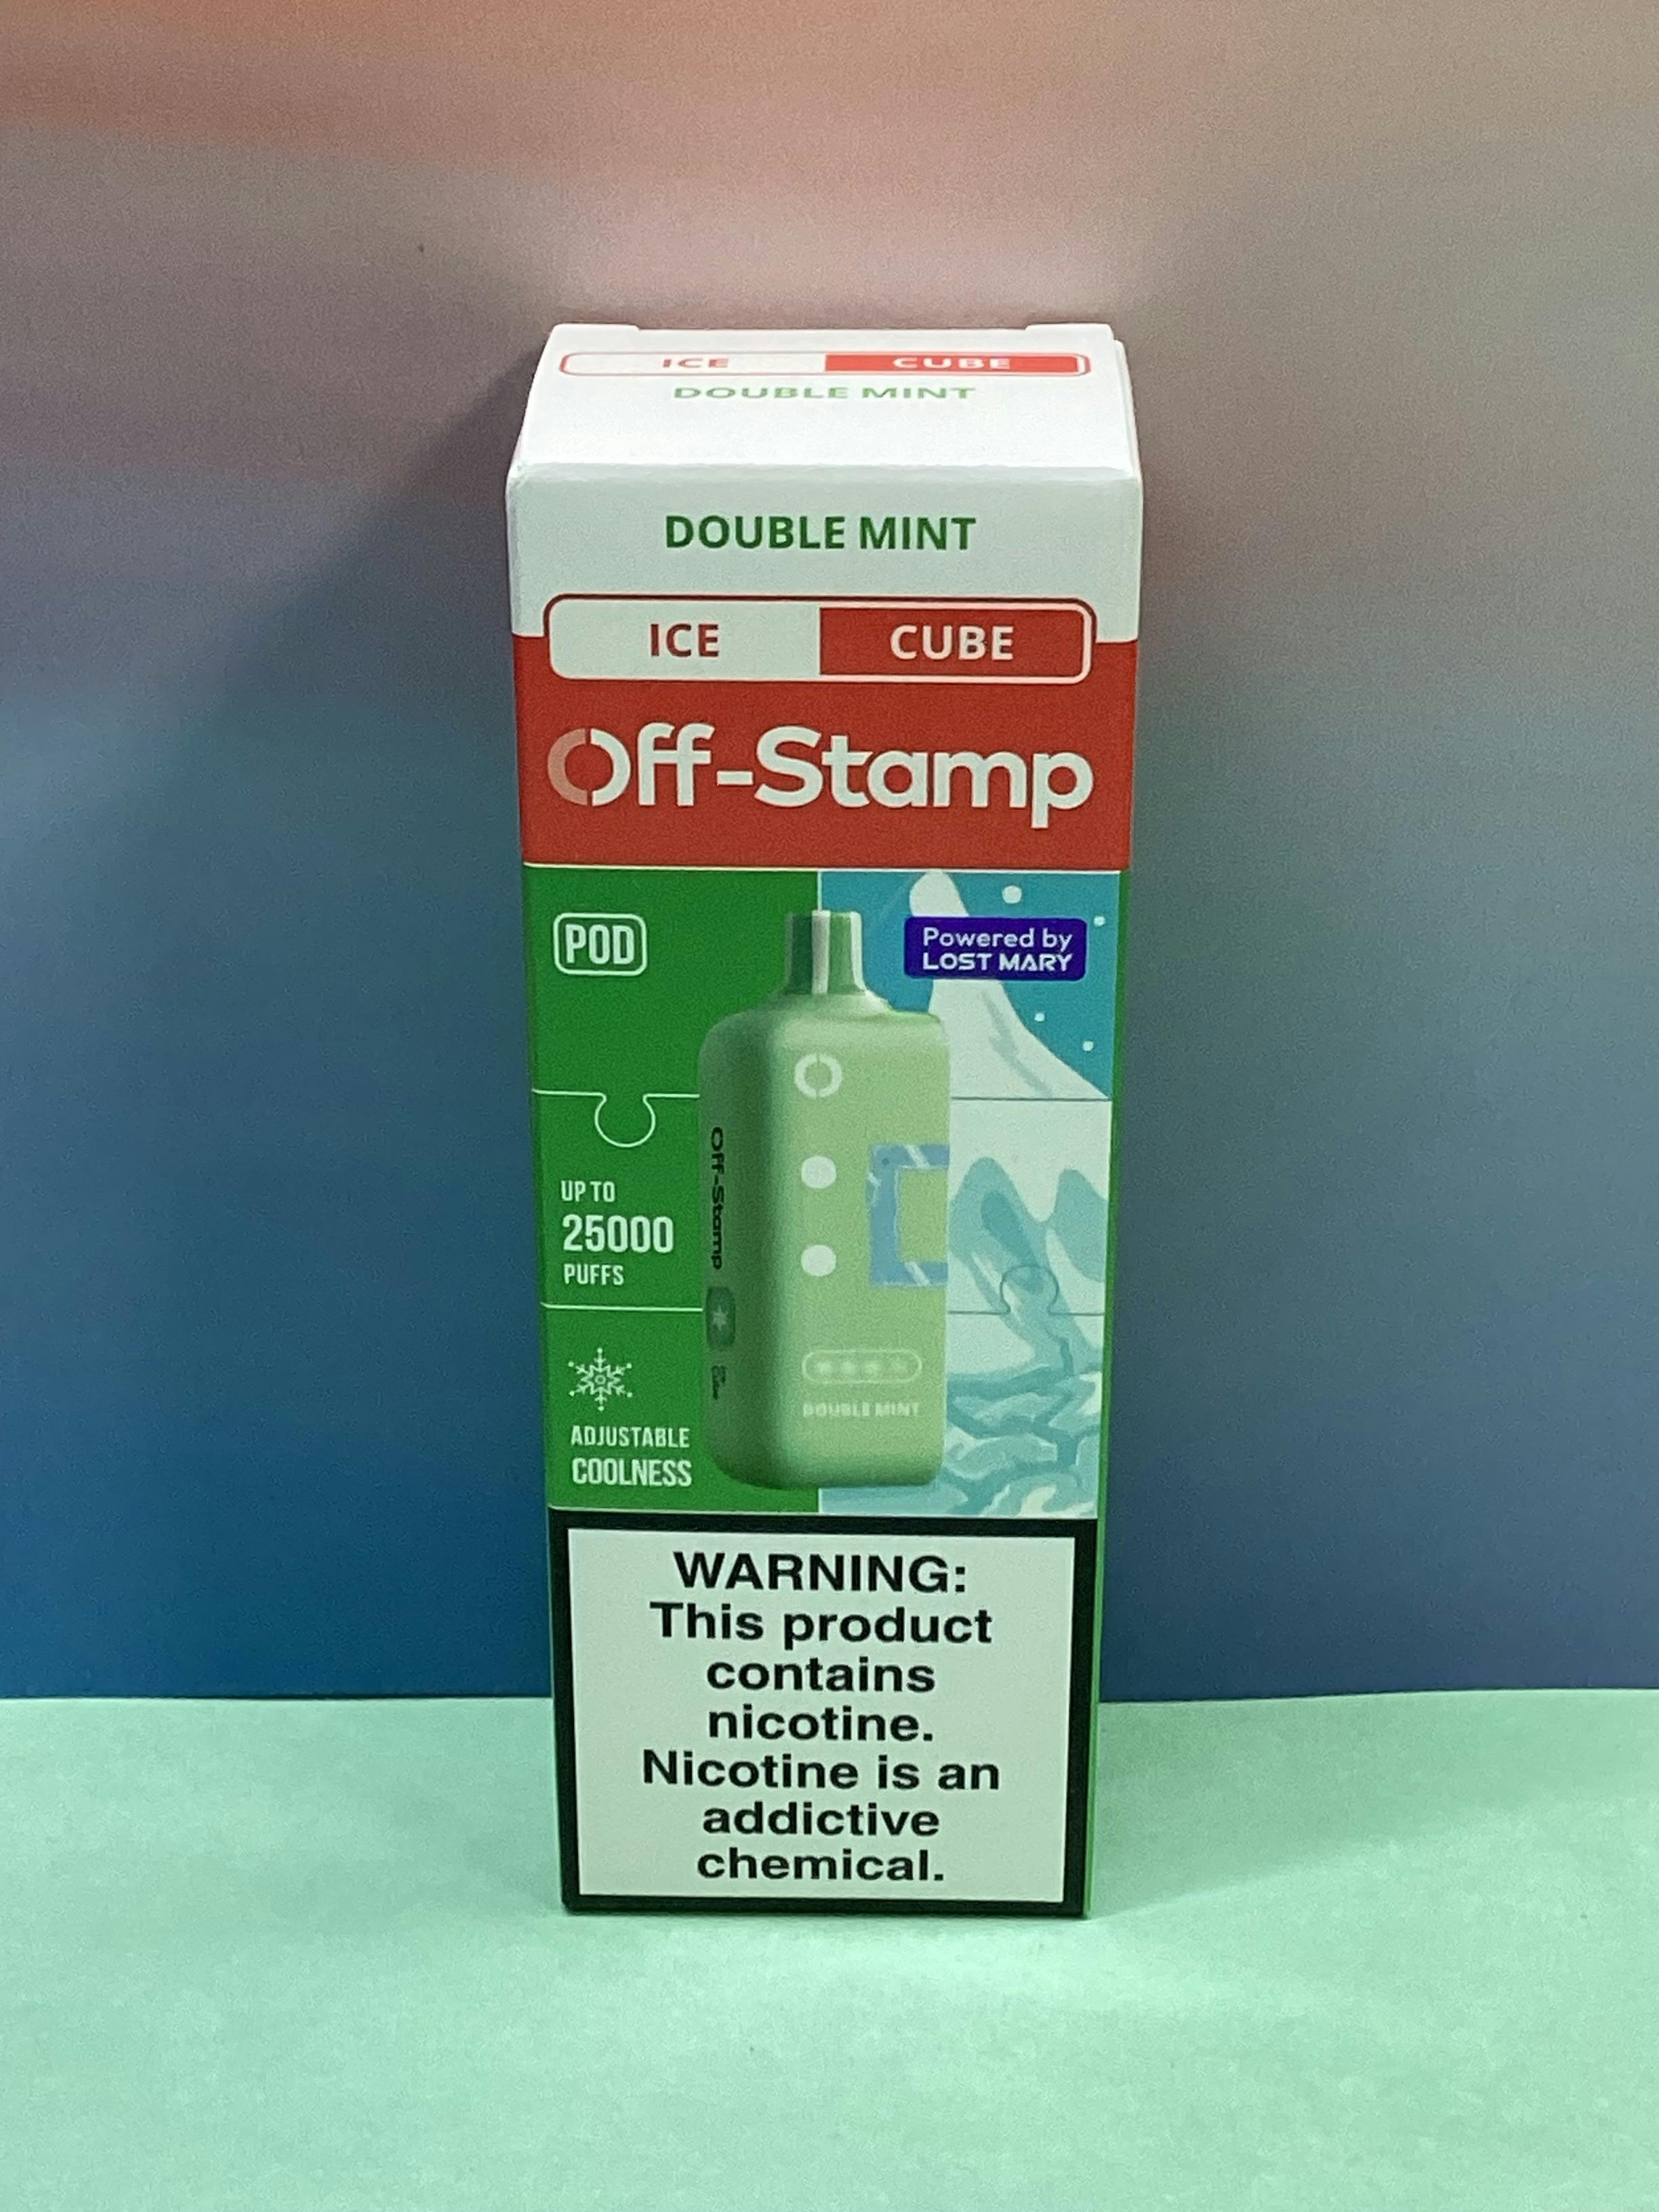 ICE CUBE
DOUBLE MINT
DOUBLE MINT
ICE CUBE
Off-Stamp
POD
Powered by
LOST MARY
UP TO
25000
PUFFS
Off-Stamp
ADJUSTABLE
COOLNESS
DOUBLE MINT
WARNING:
This product
contains
nicotine.
Nicotine is an
addictive
chemical.